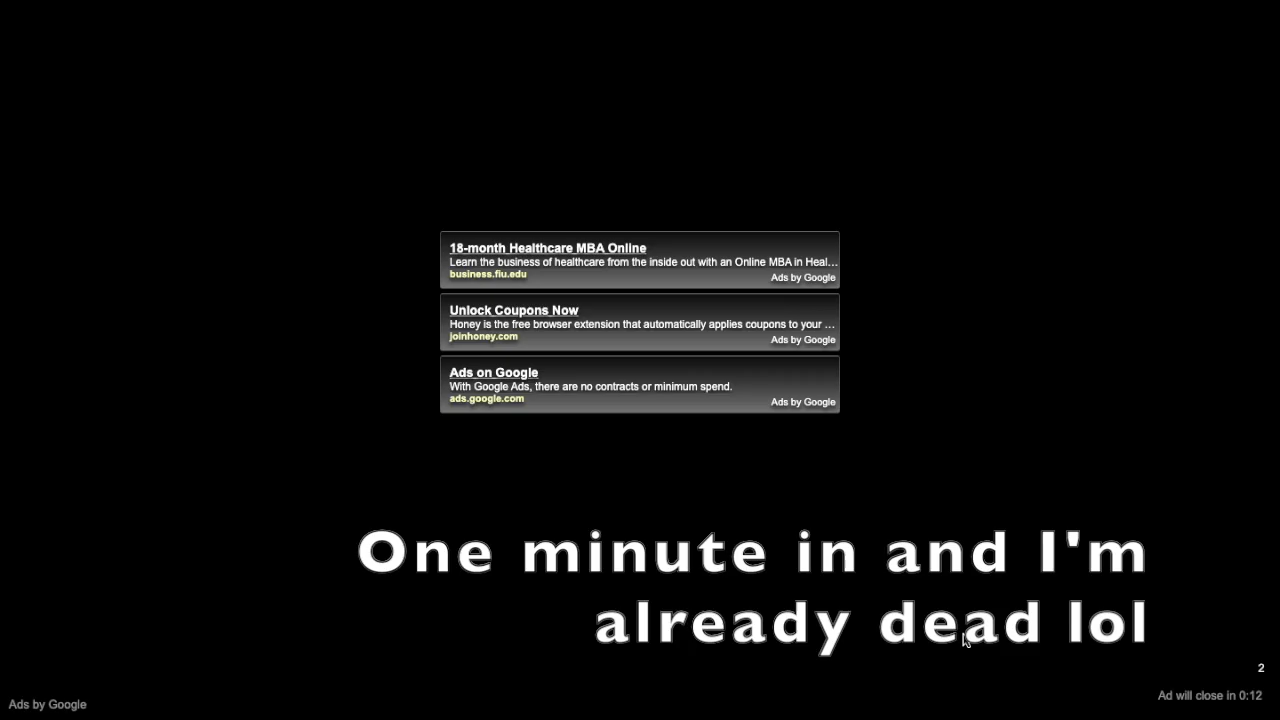 18-month Healthcare MBA Online
Learn the business of healthcare from the inside out with an Online MBA in Heal...
business.fiu.edu
Ads by Google
Unlock Coupons Now
Honey is the free browser extension that automatically applies coupons to your ...
joinhoney.com
Ads by Google
Ads on Google
With Google Ads, there are no contracts or minimum spend.
ads.google.com
Ads by Google
One minute in and I'm
already dead lol
2
Ad will close in 0:12
Ads by Google